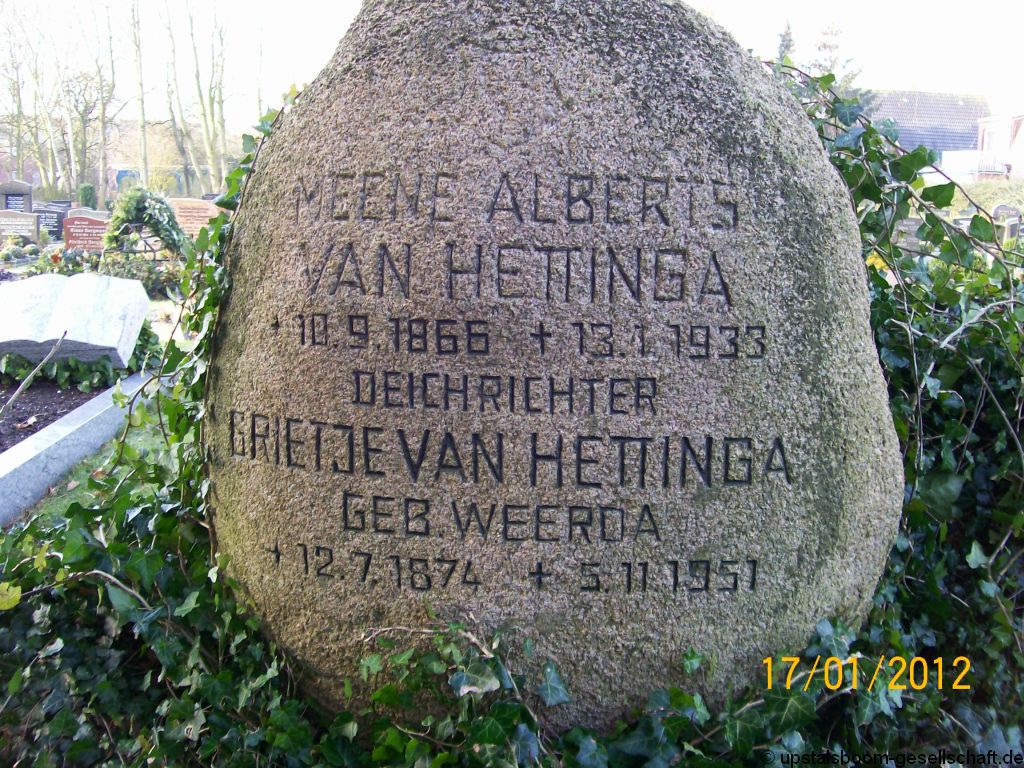 MEENE ALBERTS
VAN HETTINGA
* 10.9.1866 + 13.1.1933
DEICHRICHTER
GRIETJE VAN HETTINGA
GEB. WEERDA
* 12.7.1874 + 5.11.1951
17/01/2012
© upstalsboom-gesellschaft.de